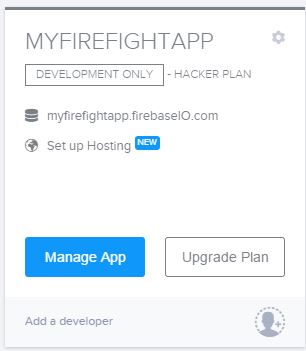 MYFIREFIGHTAPP
DEVELOPMENT ONLY - HACKER PLAN
myfirefightapp.firebaseIO.com
Set up Hosting NEW
Manage App Upgrade Plan
Add a developer